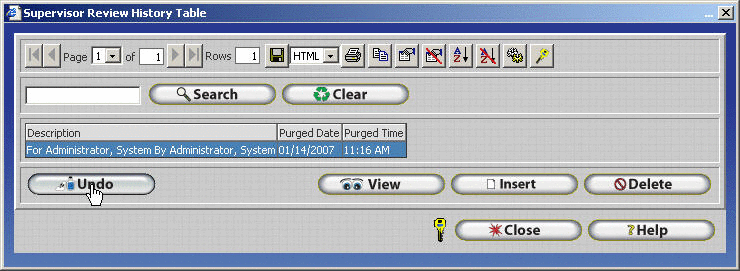 Supervisor Review History Table
Page 1 of 1 Rows 1 HTML
Search Clear
Description Purged Date Purged Time
For Administrator, System By Administrator, System 01/14/2007 11:16 AM
Undo View Insert Delete
Close ? Help